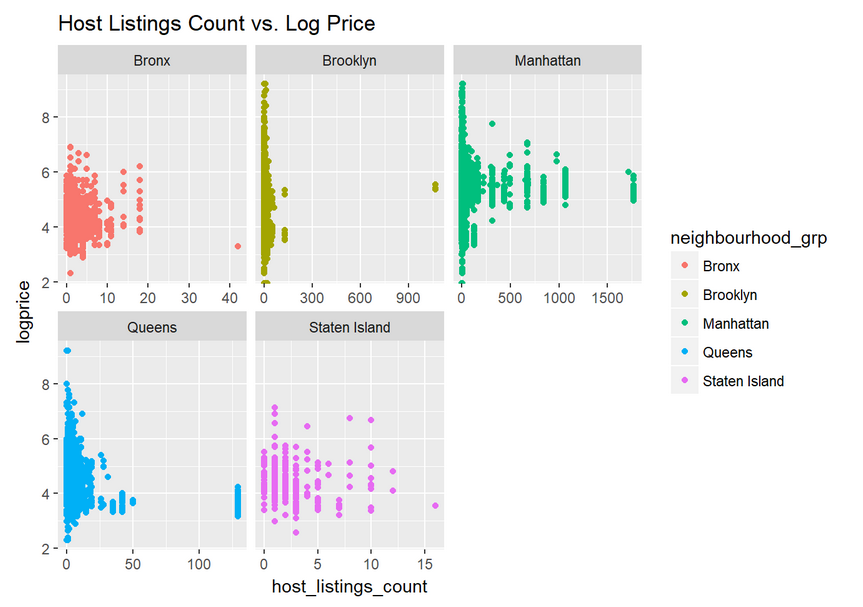 Host Listings Count vs. Log Price
Bronx Brooklyn Manhattan
8
6
4
2
0 10 20 30 40 0 300 600 900 0 500 1000 1500
Queens Staten Island
8
6
4
2
0 50 100 0 5 10 15
logprice
host_listings_count
neighbourhood_grp
Bronx
Brooklyn
Manhattan
Queens
Staten Island